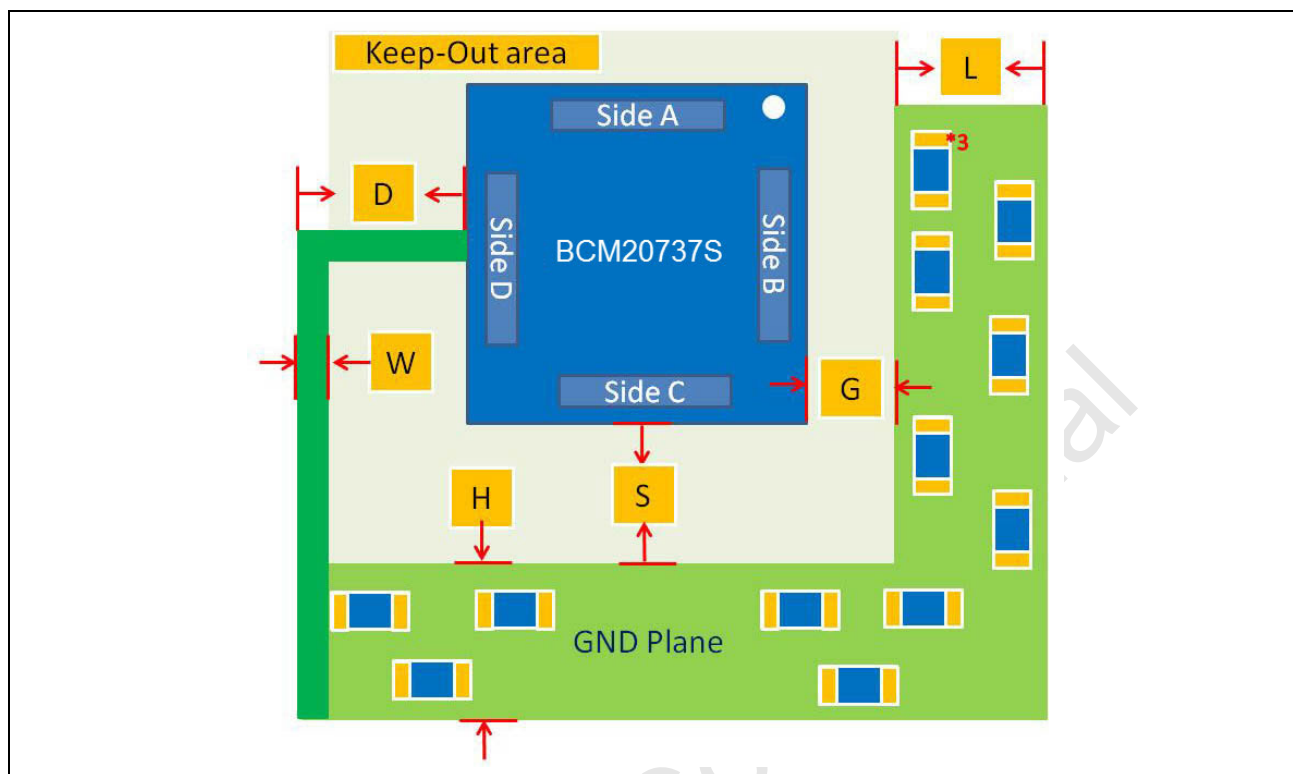 Keep-Out area
L
Side A
*3
D
Side D
BCM20737S
Side B
W
G
Side C
H
S
GND Plane